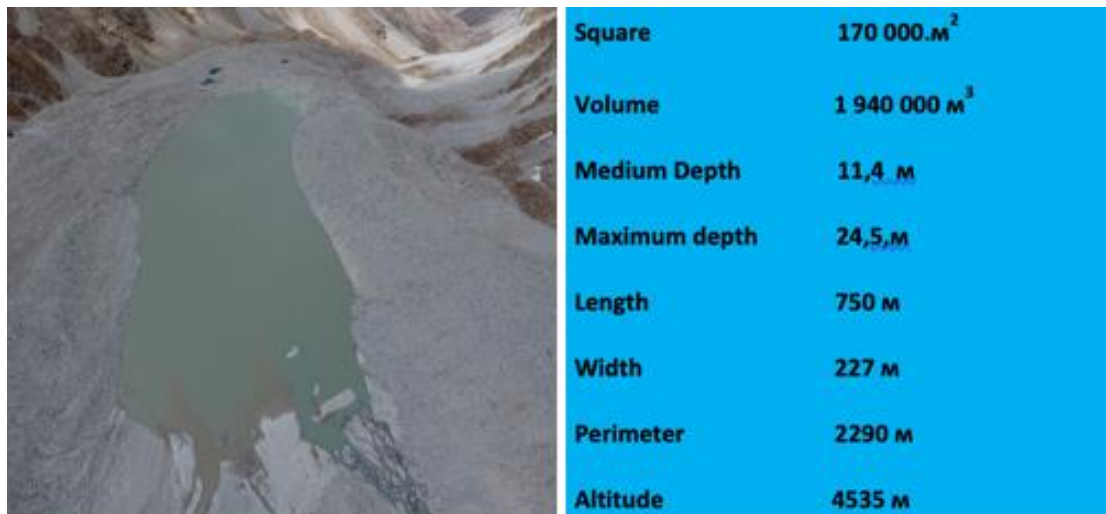 Square 170 000.м²
Volume 1 940 000 м³
Medium Depth 11,4 м
Maximum depth 24,5,м
Length 750 м
Width 227 м
Perimeter 2290 м
Altitude 4535 м